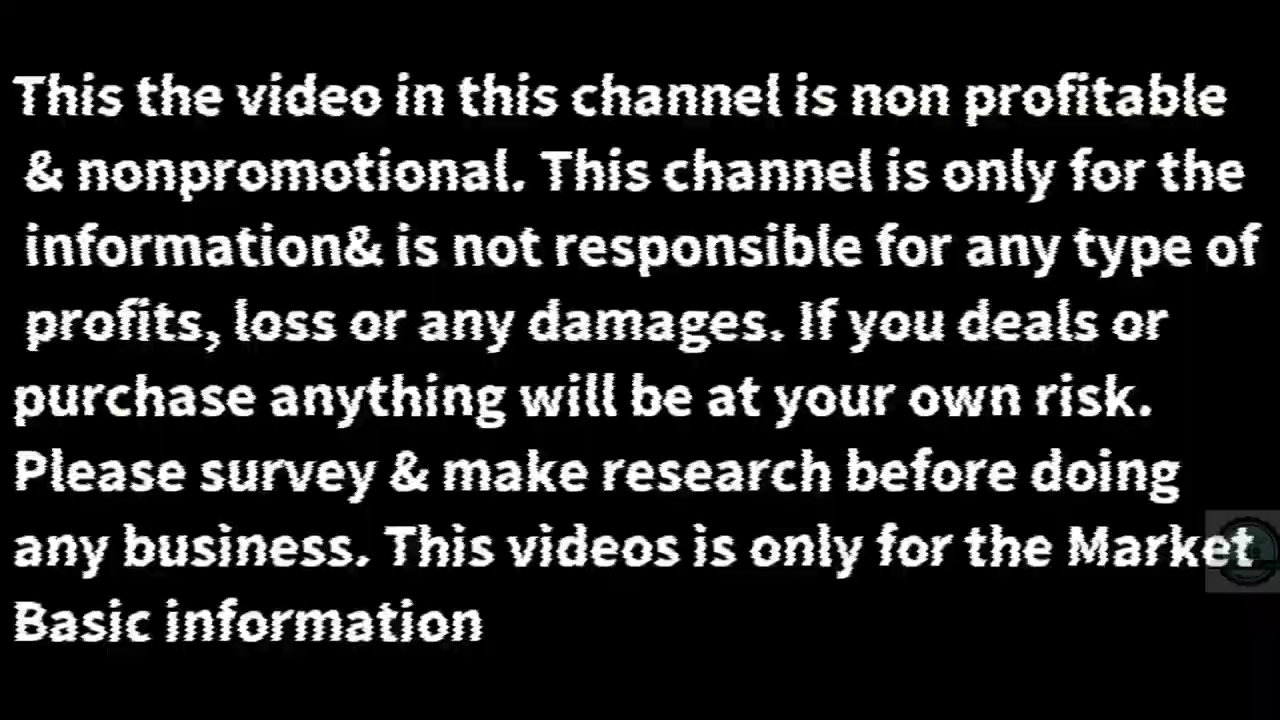 This the video in this channel is non profitable
& nonpromotional. This channel is only for the
information& is not responsible for any type of
profits, loss or any damages. If you deals or
purchase anything will be at your own risk.
Please survey & make research before doing
any business. This videos is only for the Market
Basic information